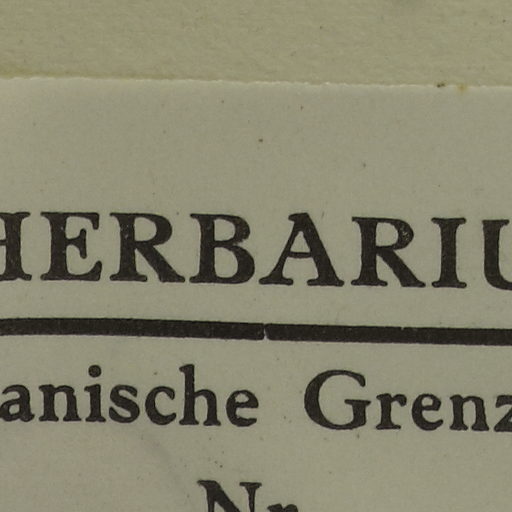 HERBARIU
anische Grenz
Nr